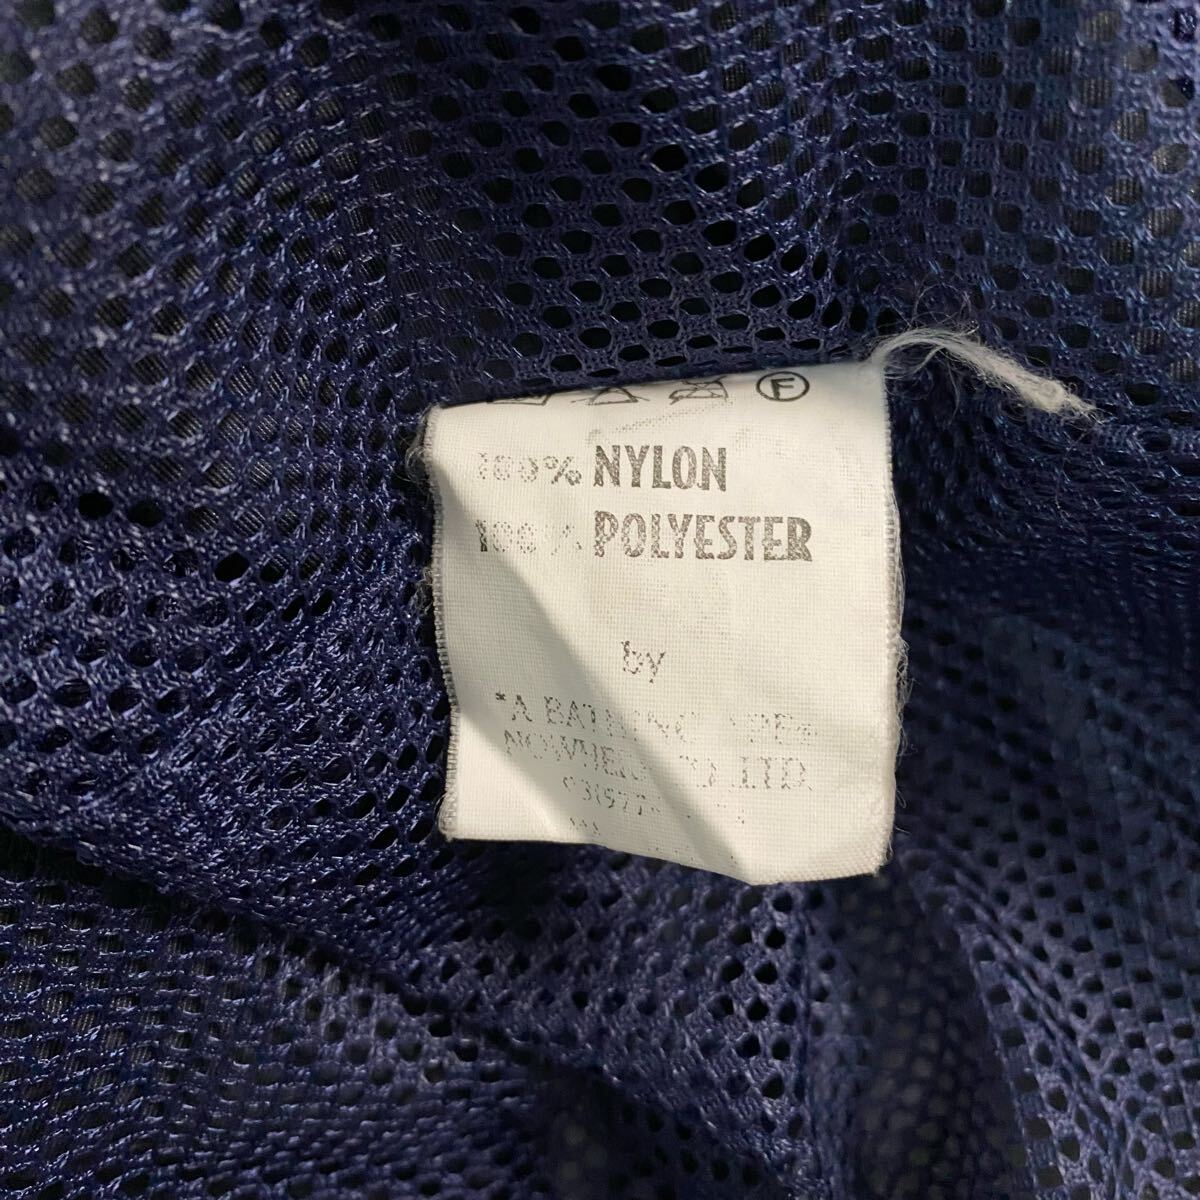 F
100% NYLON
100% POLYESTER
by
*A BATHING APE®
NOWHERE CO.,LTD